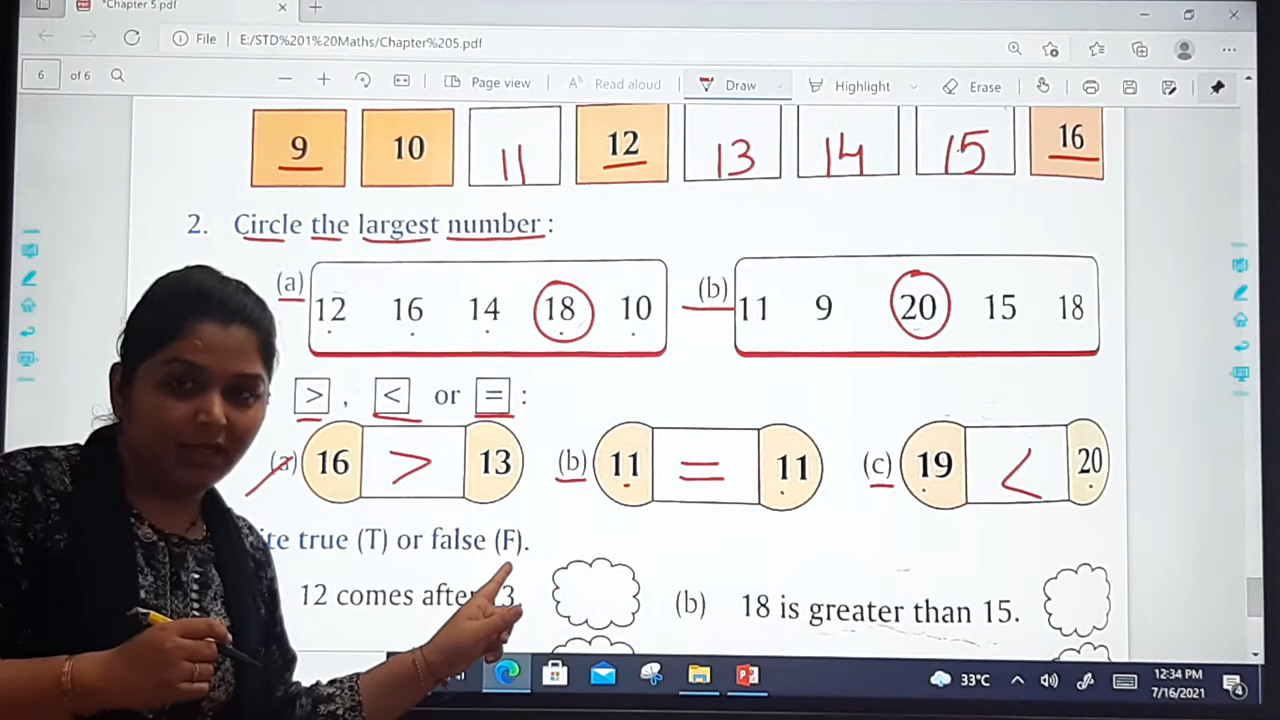 *Chapter 5.pdf
File E:/STD%201%20Maths/Chapter%205.pdf
6 of 6 Page view Read aloud Draw Highlight Erase
9 10 11 12 13 14 15 16
2. Circle the largest number :
(a) 12 16 14 18 10 (b) 11 9 20 15 18
> , < or = :
(a) 16 > 13 (b) 11 = 11 (c) 19 < 20
true (T) or false (F).
12 comes 3. (b) 18 is greater than 15.
33°C 12:34 PM
7/16/2021
4